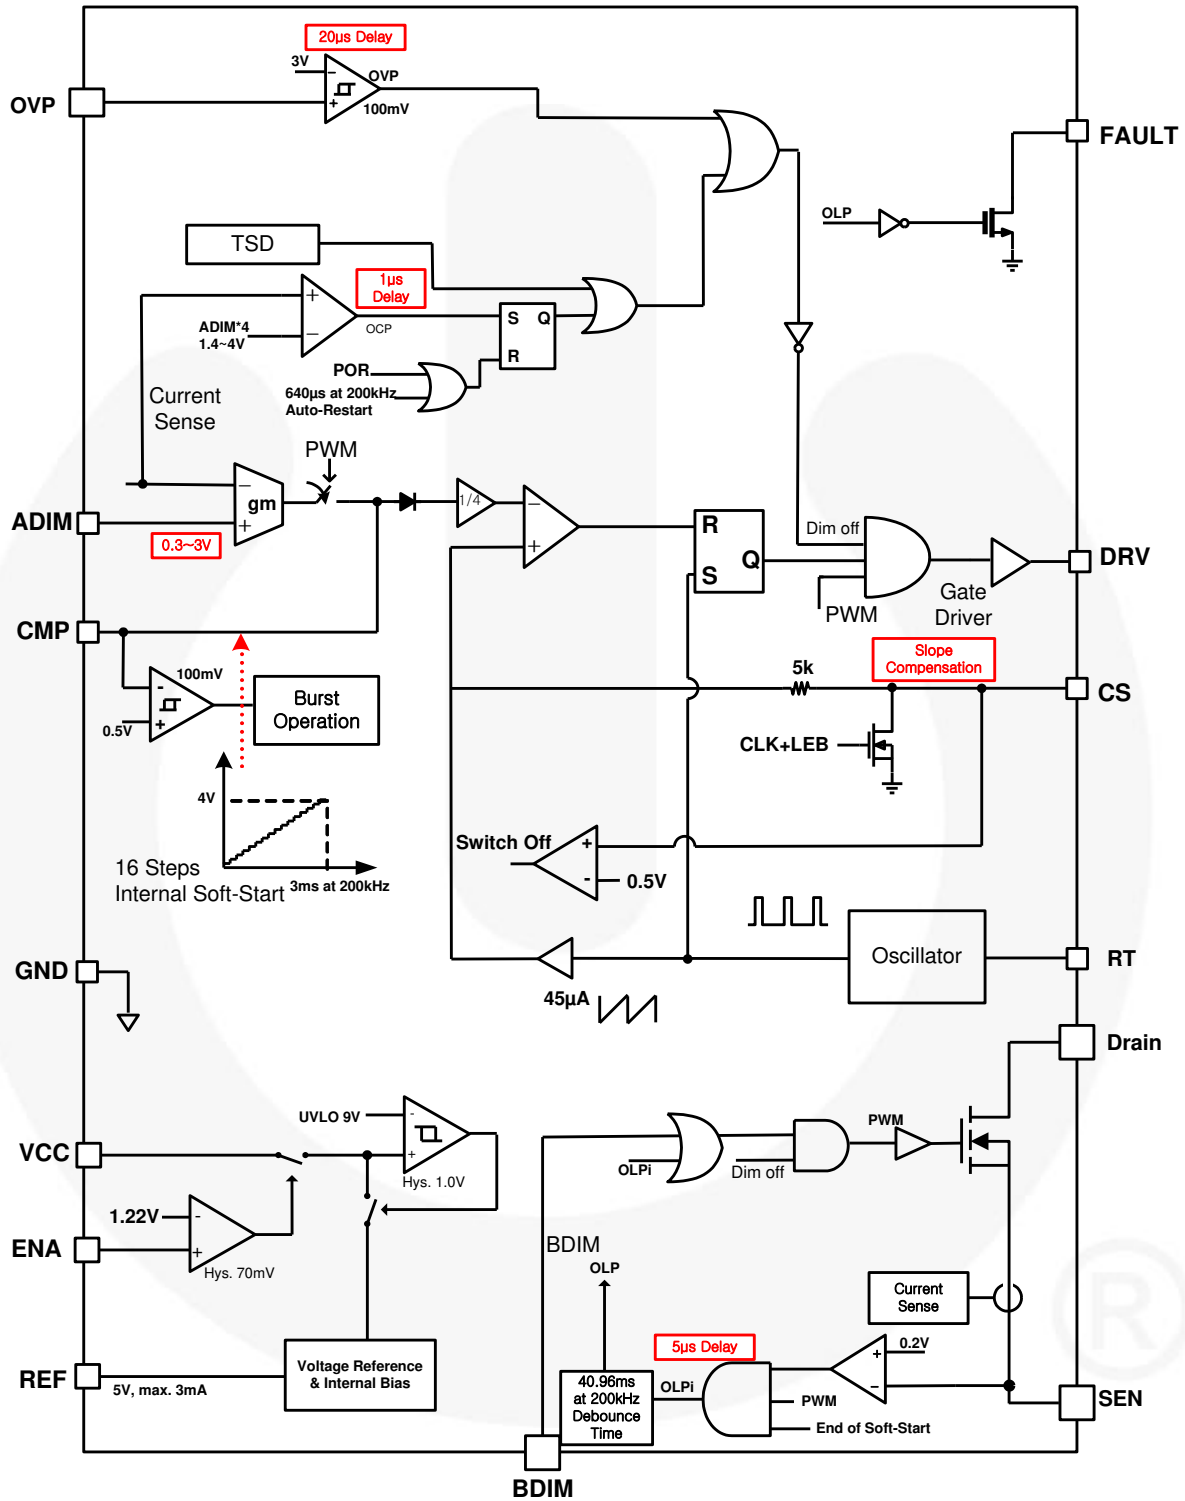 20µs Delay
3V
OVP
100mV
OVP
FAULT
OLP
TSD
1µs
Delay
ADIM*4
1.4~4V
OCP
S
Q
R
POR
640µs at 200kHz
Auto-Restart
Current
Sense
PWM
gm
1/4
ADIM
0.3~3V
R
Q
S
Dim off
PWM
Gate
Driver
DRV
CMP
100mV
0.5V
Burst
Operation
5k
Slope
Compensation
CS
CLK+LEB
4V
16 Steps
Internal Soft-Start
3ms at 200kHz
Switch Off
0.5V
Oscillator
RT
45µA
GND
Drain
UVLO 9V
Hys. 1.0V
VCC
1.22V
ENA
Hys. 70mV
PWM
OLPi
Dim off
BDIM
OLP
Current
Sense
®
5µs Delay
0.2V
REF
5V, max. 3mA
Voltage Reference
& Internal Bias
40.96ms
at 200kHz
Debounce
Time
OLPi
PWM
End of Soft-Start
SEN
BDIM